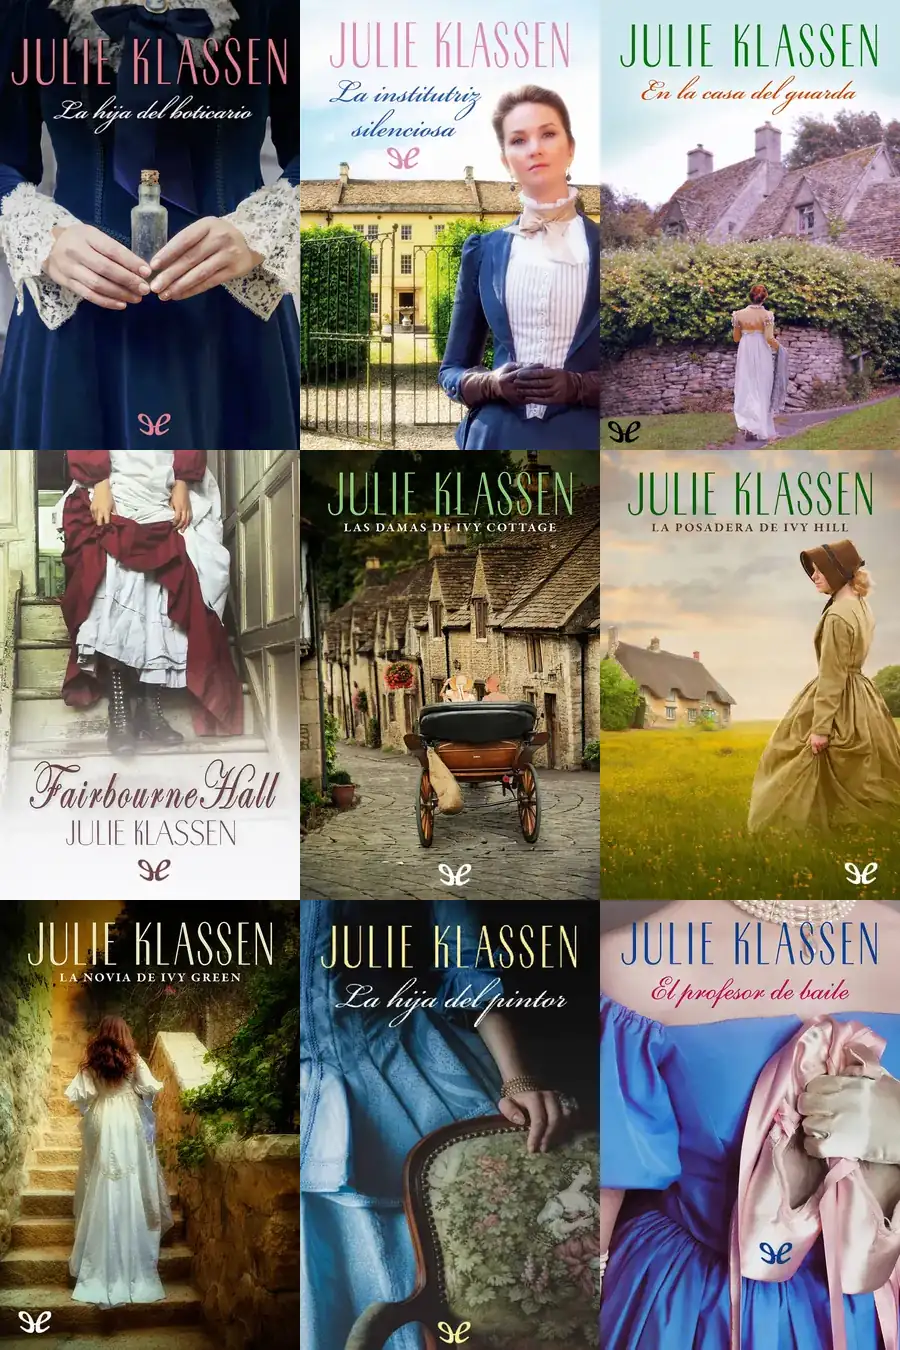 JULIE KLASSEN
La hija del boticario
JULIE KLASSEN
La institutriz
silenciosa
JULIE KLASSEN
En la casa del guarda
Fairbourne Hall
JULIE KLASSEN
JULIE KLASSEN
LAS DAMAS DE IVY COTTAGE
JULIE KLASSEN
LA POSADERA DE IVY HILL
JULIE KLASSEN
LA NOVIA DE IVY GREEN
JULIE KLASSEN
La hija del pintor
JULIE KLASSEN
El profesor de baile